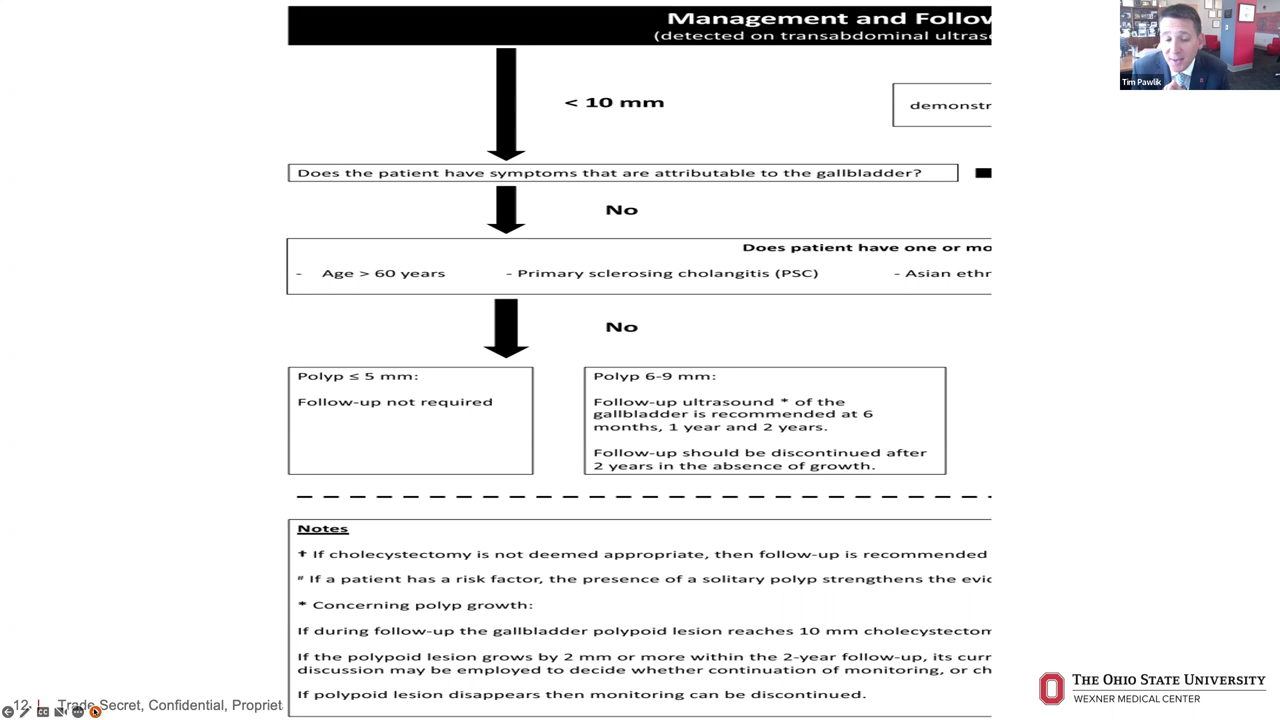 Management and Follow
(detected on transabdominal ultras
< 10 mm
demonstr
Does the patient have symptoms that are attributable to the gallbladder?
No
Does patient have one or mo
- Age > 60 years - Primary sclerosing cholangitis (PSC) - Asian ethn
No
Polyp ≤ 5 mm:
Follow-up not required
Polyp 6-9 mm:
Follow-up ultrasound * of the
gallbladder is recommended at 6
months, 1 year and 2 years.
Follow-up should be discontinued after
2 years in the absence of growth.
Notes
† If cholecystectomy is not deemed appropriate, then follow-up is recommended
# If a patient has a risk factor, the presence of a solitary polyp strengthens the evid
* Concerning polyp growth:
If during follow-up the gallbladder polypoid lesion reaches 10 mm cholecystectom
If the polypoid lesion grows by 2 mm or more within the 2-year follow-up, its curr
discussion may be employed to decide whether continuation of monitoring, or ch
If polypoid lesion disappears then monitoring can be discontinued.
12 | Trade Secret, Confidential, Propriet
Tim Pawlik
THE OHIO STATE UNIVERSITY
WEXNER MEDICAL CENTER